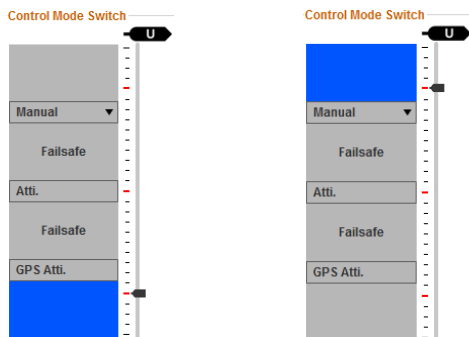 Control Mode Switch
U
Manual
Failsafe
Atti.
Failsafe
GPS Atti.
Control Mode Switch
U
Manual
Failsafe
Atti.
Failsafe
GPS Atti.